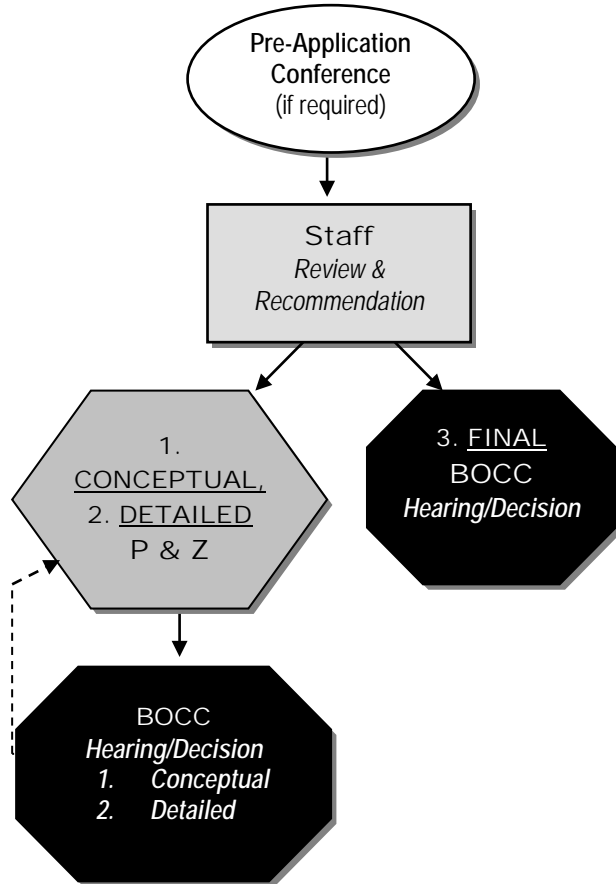 Pre-Application
Conference
(if required)
Staff
Review &
Recommendation
1.
CONCEPTUAL,
2. DETAILED
P & Z
3. FINAL
BOCC
Hearing/Decision
BOCC
Hearing/Decision
1. Conceptual
2. Detailed